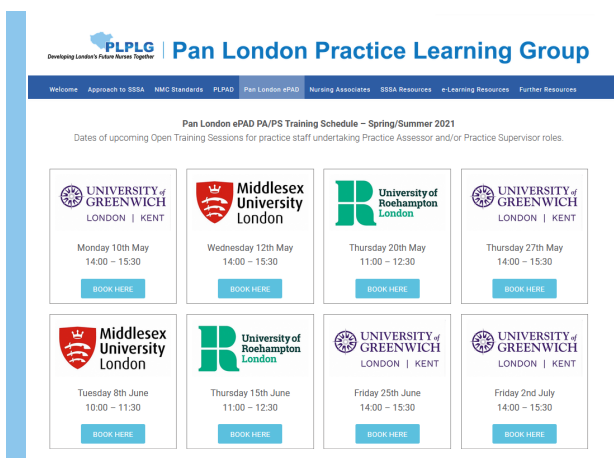 PLPLG
Developing London's Future Nurses Together
Pan London Practice Learning Group
Welcome Approach to SSSA NMC Standards PLPAD Pan London ePAD Nursing Associates SSSA Resources e-Learning Resources Further Resources
Pan London ePAD PA/PS Training Schedule – Spring/Summer 2021
Dates of upcoming Open Training Sessions for practice staff undertaking Practice Assessor and/or Practice Supervisor roles.
UNIVERSITY of
GREENWICH
LONDON | KENT
Monday 10th May
14:00 – 15:30
BOOK HERE
Middlesex
University
London
Wednesday 12th May
14:00 – 15:30
BOOK HERE
University of
Roehampton
London
Thursday 20th May
11:00 – 12:30
BOOK HERE
UNIVERSITY of
GREENWICH
LONDON | KENT
Thursday 27th May
14:00 – 15:30
BOOK HERE
Middlesex
University
London
Tuesday 8th June
10:00 – 11:30
BOOK HERE
University of
Roehampton
London
Thursday 15th June
11:00 – 12:30
BOOK HERE
UNIVERSITY of
GREENWICH
LONDON | KENT
Friday 25th June
14:00 – 15:30
BOOK HERE
UNIVERSITY of
GREENWICH
LONDON | KENT
Friday 2nd July
14:00 – 15:30
BOOK HERE